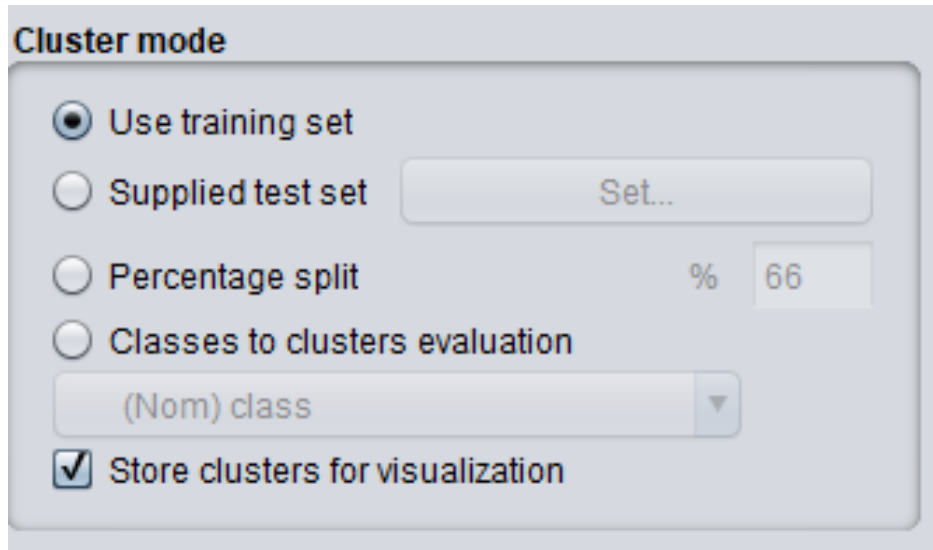 Cluster mode
Use training set
Supplied test set Set...
Percentage split % 66
Classes to clusters evaluation
(Nom) class
Store clusters for visualization